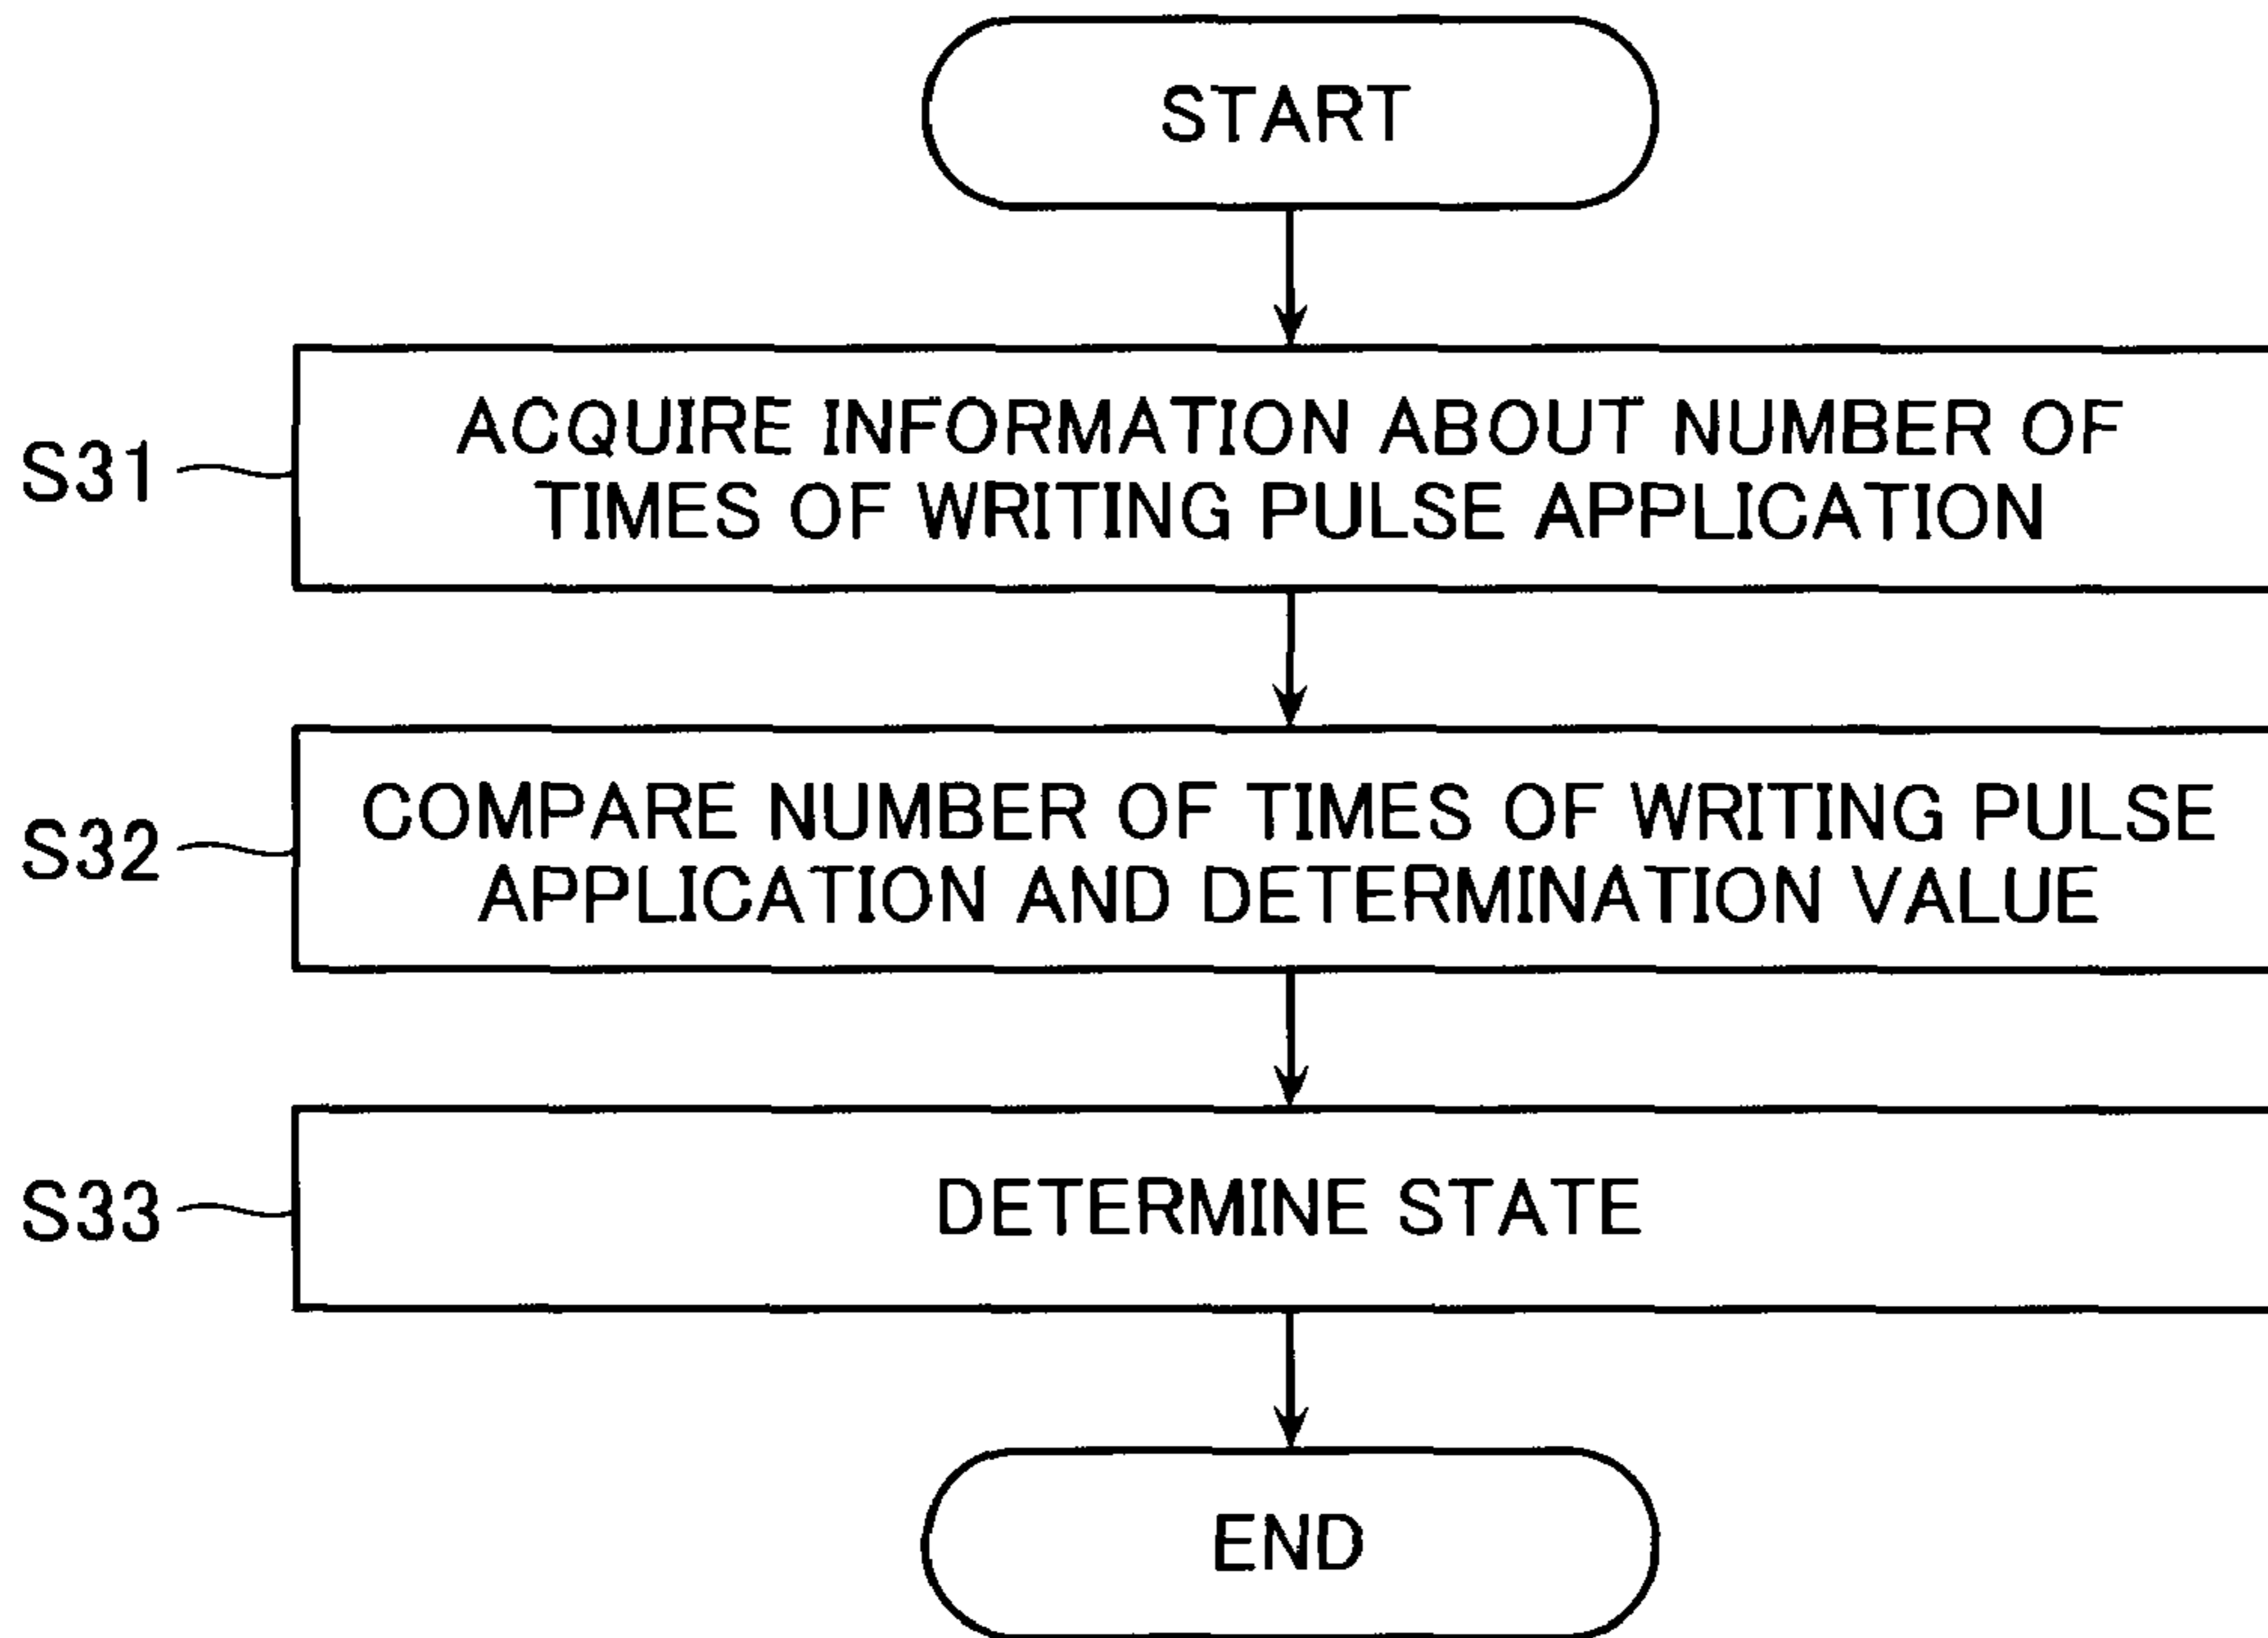 START
S31
ACQUIRE INFORMATION ABOUT NUMBER OF
TIMES OF WRITING PULSE APPLICATION
S32
COMPARE NUMBER OF TIMES OF WRITING PULSE
APPLICATION AND DETERMINATION VALUE
S33
DETERMINE STATE
END